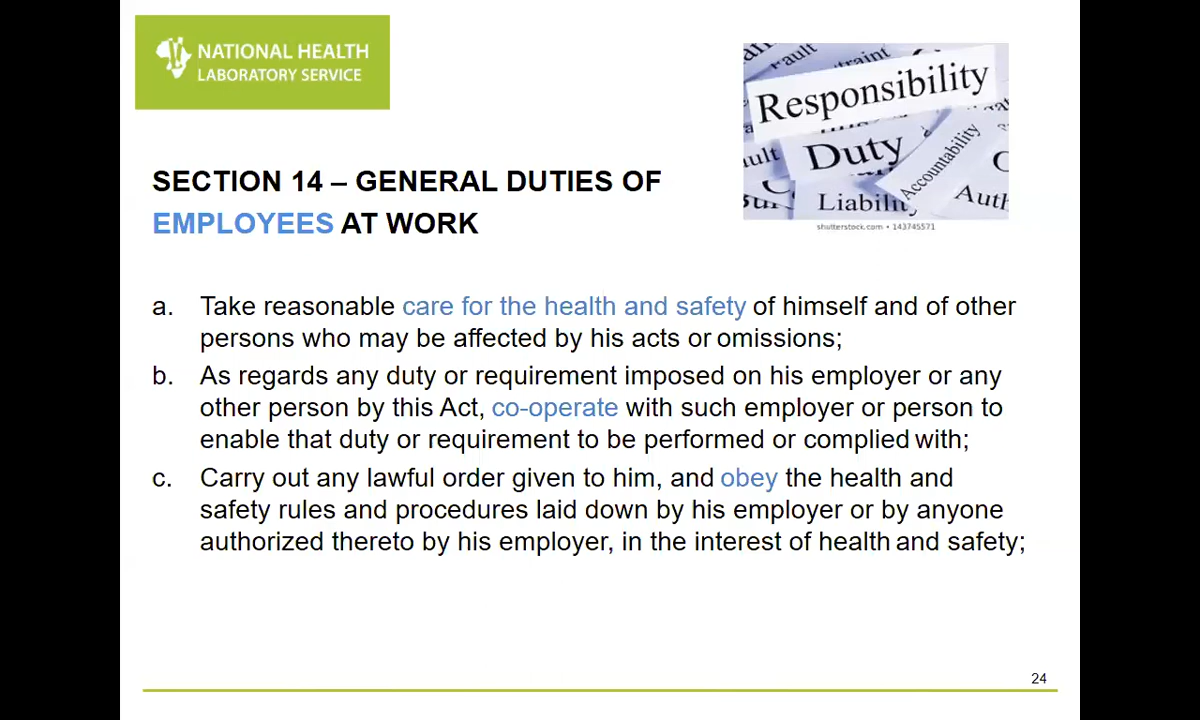 NATIONAL HEALTH
LABORATORY SERVICE
Responsibility
Duty
Accountability
Liability
shutterstock.com • 143745571
SECTION 14 – GENERAL DUTIES OF
EMPLOYEES AT WORK
a. Take reasonable care for the health and safety of himself and of other
persons who may be affected by his acts or omissions;
b. As regards any duty or requirement imposed on his employer or any
other person by this Act, co-operate with such employer or person to
enable that duty or requirement to be performed or complied with;
c. Carry out any lawful order given to him, and obey the health and
safety rules and procedures laid down by his employer or by anyone
authorized thereto by his employer, in the interest of health and safety;
24